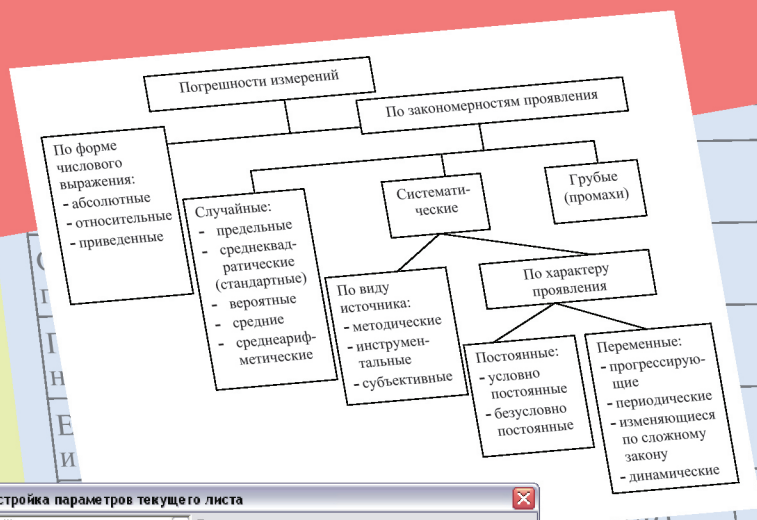 Погрешности измерений
По закономерностям проявления
По форме
числового
выражения:
- абсолютные
- относительные
- приведенные
Случайные:
- предельные
- среднеквад-
ратические
(стандартные)
- вероятные
- средние
- среднеариф-
метические
Системати-
ческие
Грубые
(промахи)
По виду
источника:
- методические
- инструмен-
тальные
- субъективные
По характеру
проявления
Постоянные:
- условно
постоянные
- безусловно
постоянные
Переменные:
- прогрессирую-
щие
- периодические
- изменяющиеся
по сложному
закону
- динамические
стройка параметров текущего листа